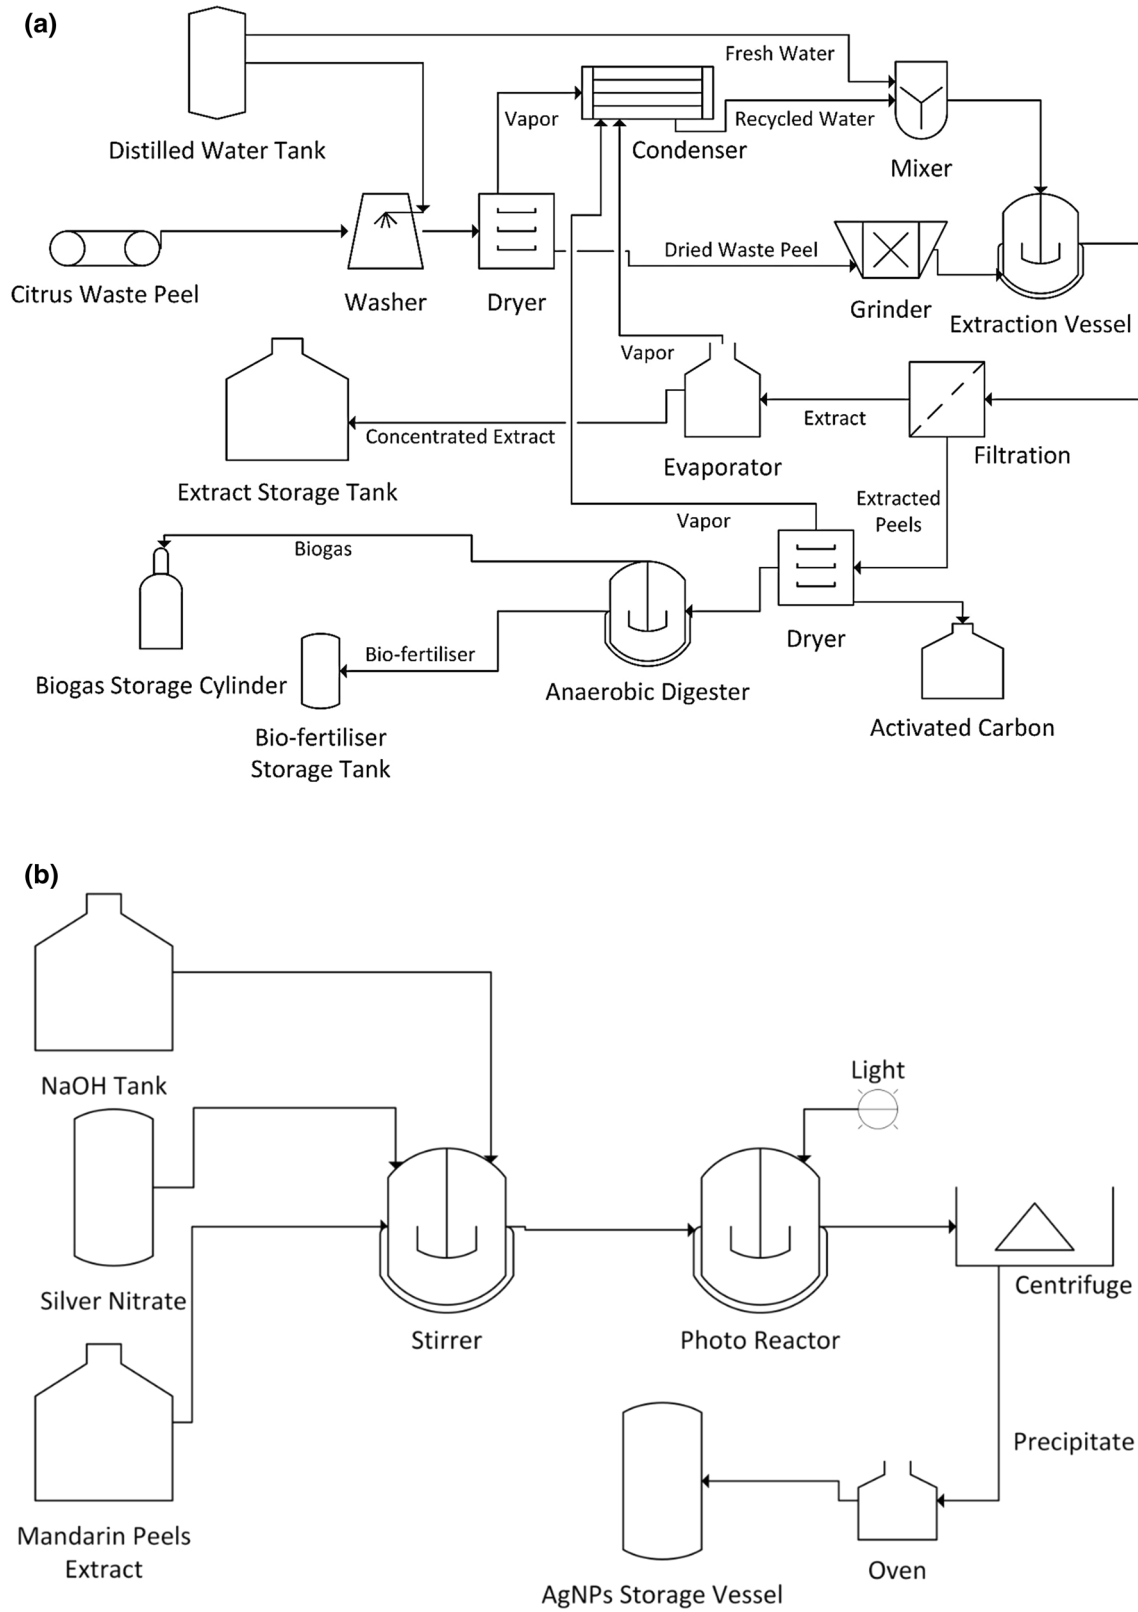 (a)
Fresh Water
Vapor
Recycled Water
Distilled Water Tank
Condenser
Mixer
Dried Waste Peel
Citrus Waste Peel
Washer
Dryer
Grinder
Extraction Vessel
Vapor
Extract
Concentrated Extract
Evaporator
Filtration
Extract Storage Tank
Extracted
Peels
Vapor
Biogas
Dryer
Bio-fertiliser
Biogas Storage Cylinder
Anaerobic Digester
Activated Carbon
Bio-fertiliser
Storage Tank
(b)
Light
NaOH Tank
Silver Nitrate
Centrifuge
Stirrer
Photo Reactor
Precipitate
Mandarin Peels
Extract
Oven
AgNPs Storage Vessel